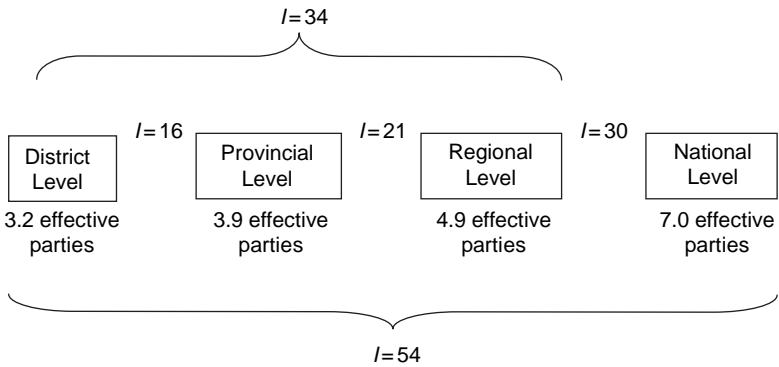 I=34
I=16
I=21
I=30
District
Level
Provincial
Level
Regional
Level
National
Level
3.2 effective
parties
3.9 effective
parties
4.9 effective
parties
7.0 effective
parties
I=54